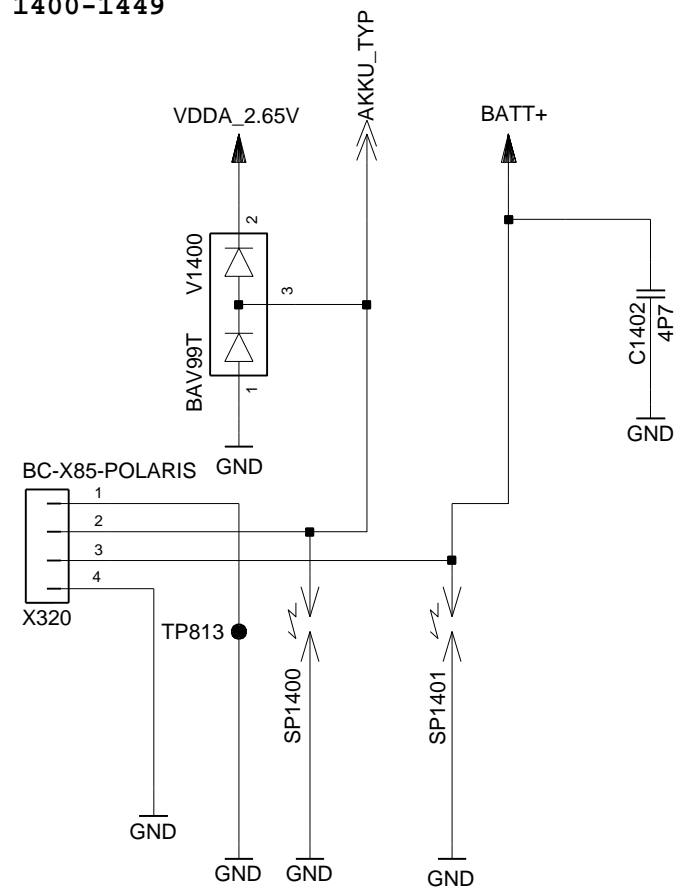 1400-1449
AKKU_TYP
VDDA_2.65V
BATT+
2
V1400
3
BAV99T
1
GND
C1402
4P7
GND
BC-X85-POLARIS
1
2
3
4
X320
TP813
SP1400
SP1401
GND
GND
GND
GND